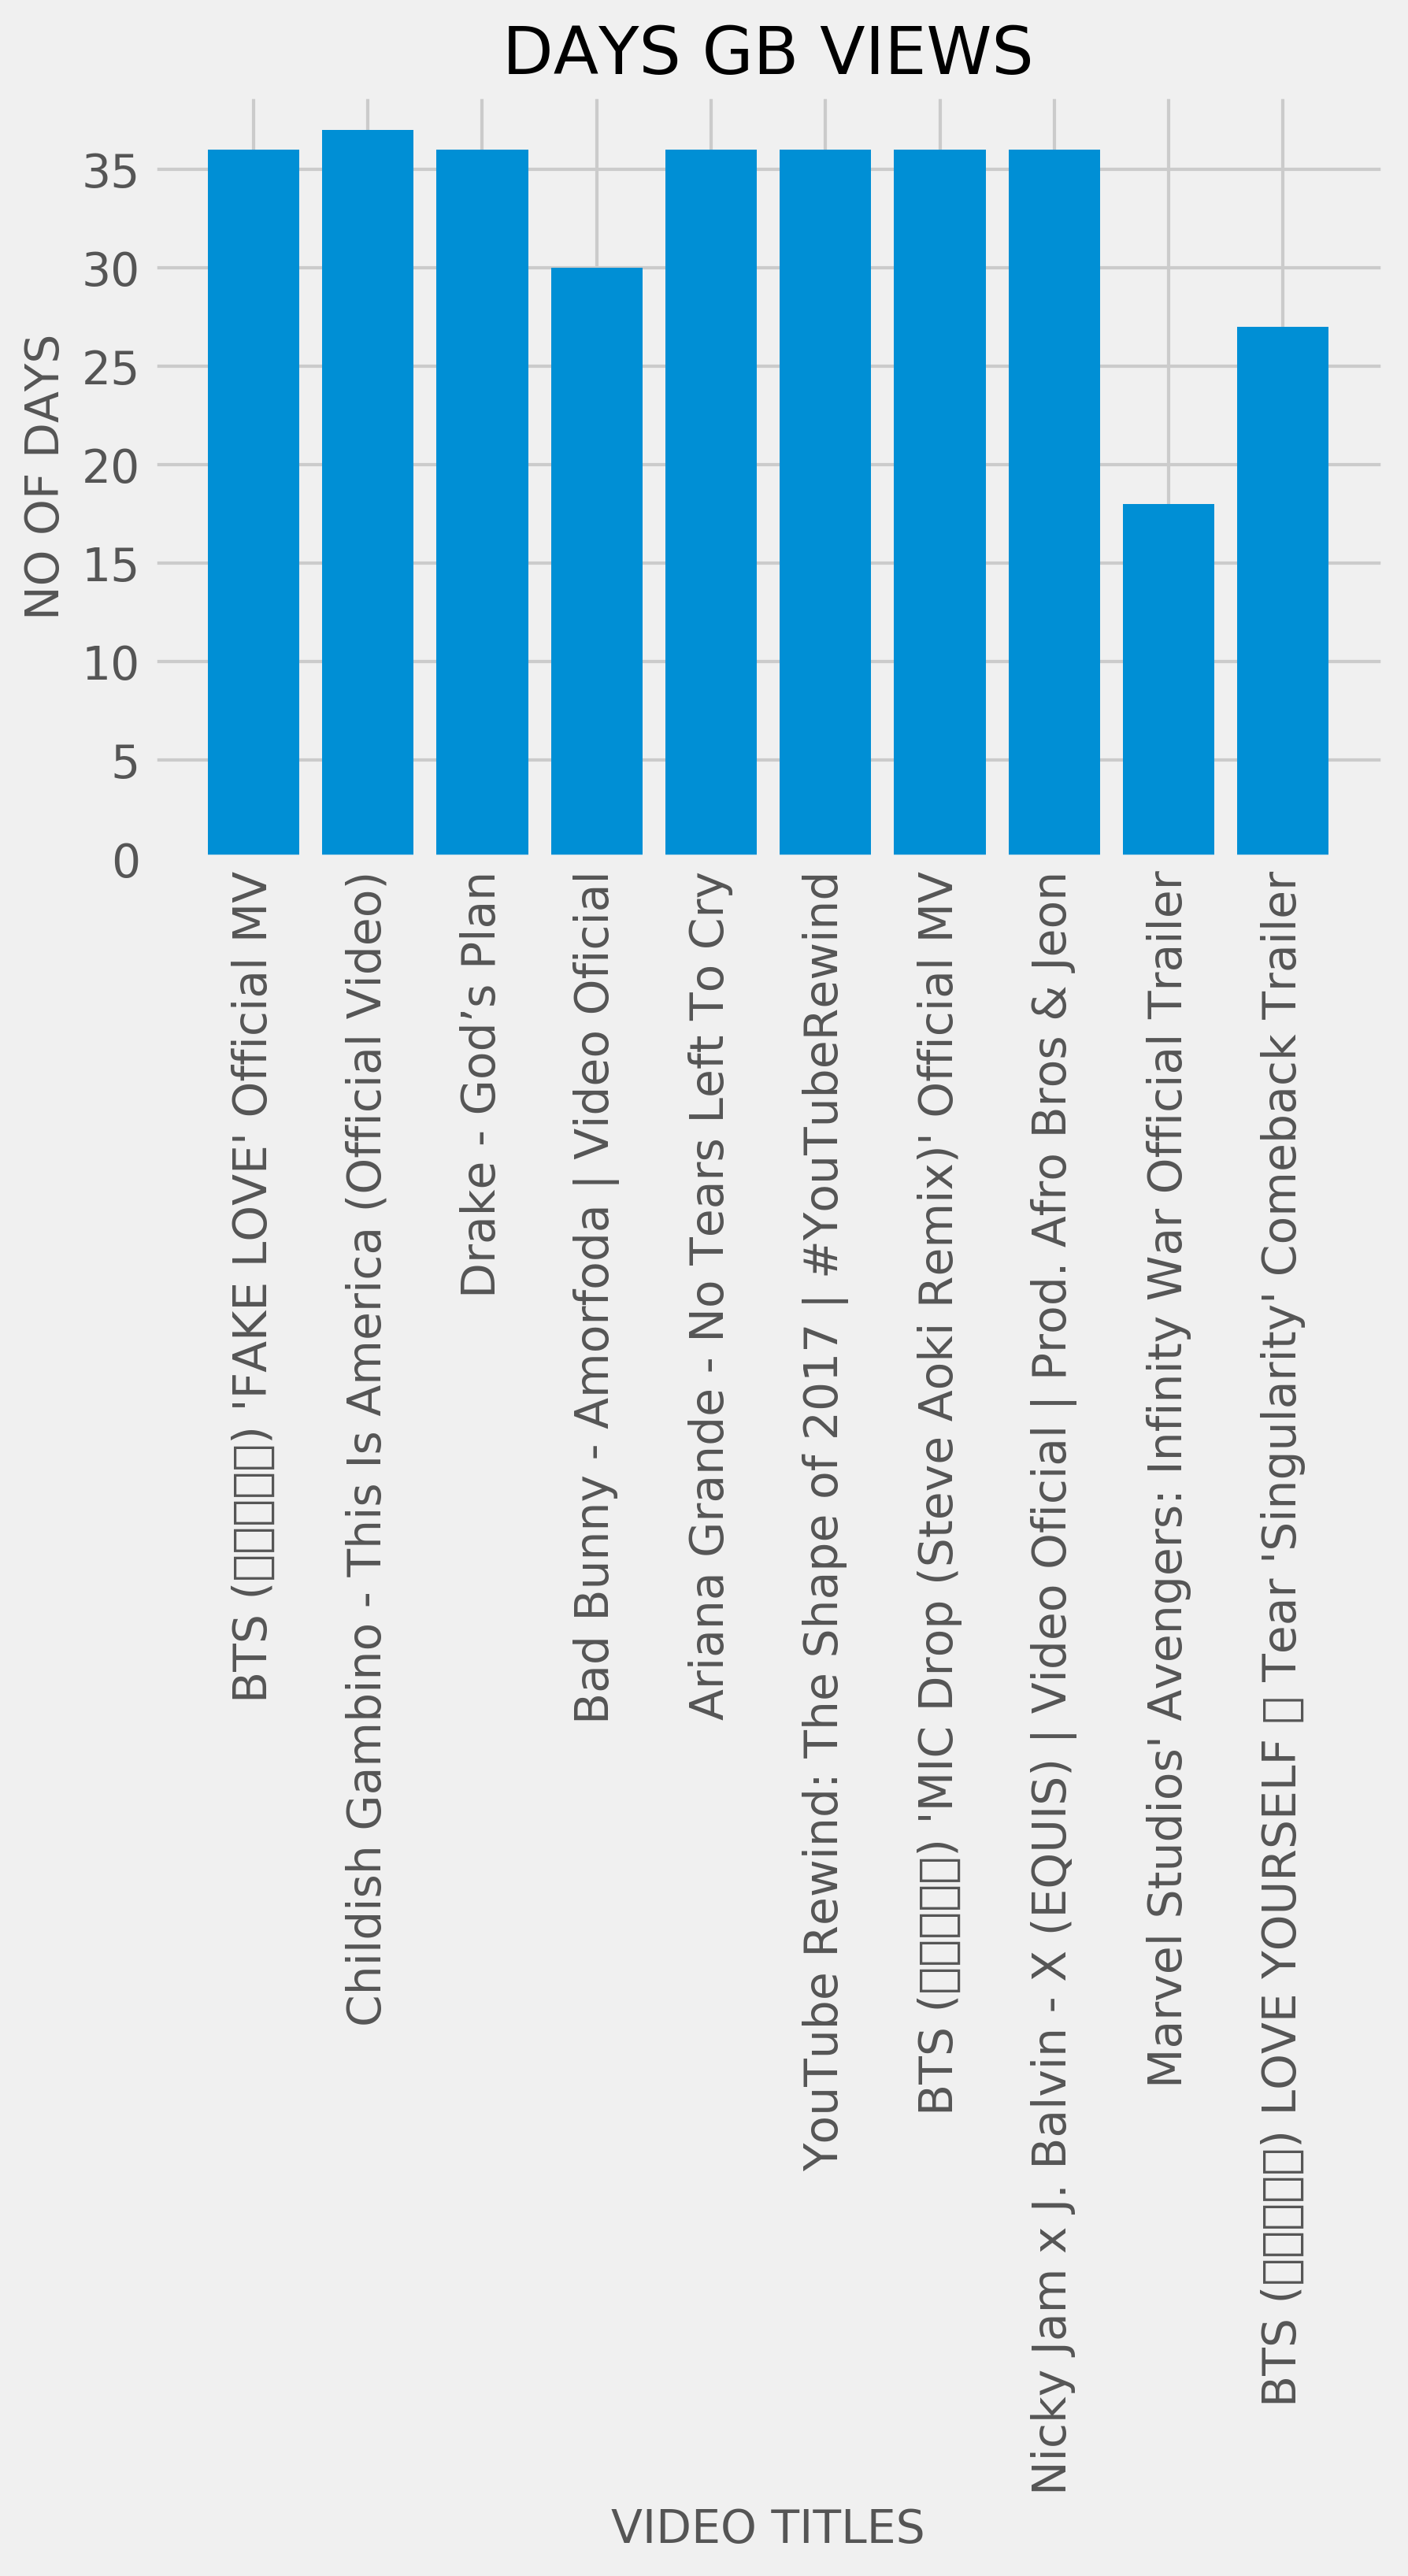 DAYS GB VIEWS
NO OF DAYS
35
30
25
20
15
10
5
0
BTS (□□□□□) 'FAKE LOVE' Official MV
Childish Gambino - This Is America (Official Video)
Drake - God’s Plan
Bad Bunny - Amorfoda | Video Oficial
Ariana Grande - No Tears Left To Cry
YouTube Rewind: The Shape of 2017 | #YouTubeRewind
BTS (□□□□□) 'MIC Drop (Steve Aoki Remix)' Official MV
Nicky Jam x J. Balvin - X (EQUIS) | Video Oficial | Prod. Afro Bros & Jeon
Marvel Studios' Avengers: Infinity War Official Trailer
BTS (□□□□□) LOVE YOURSELF □ Tear 'Singularity' Comeback Trailer
VIDEO TITLES